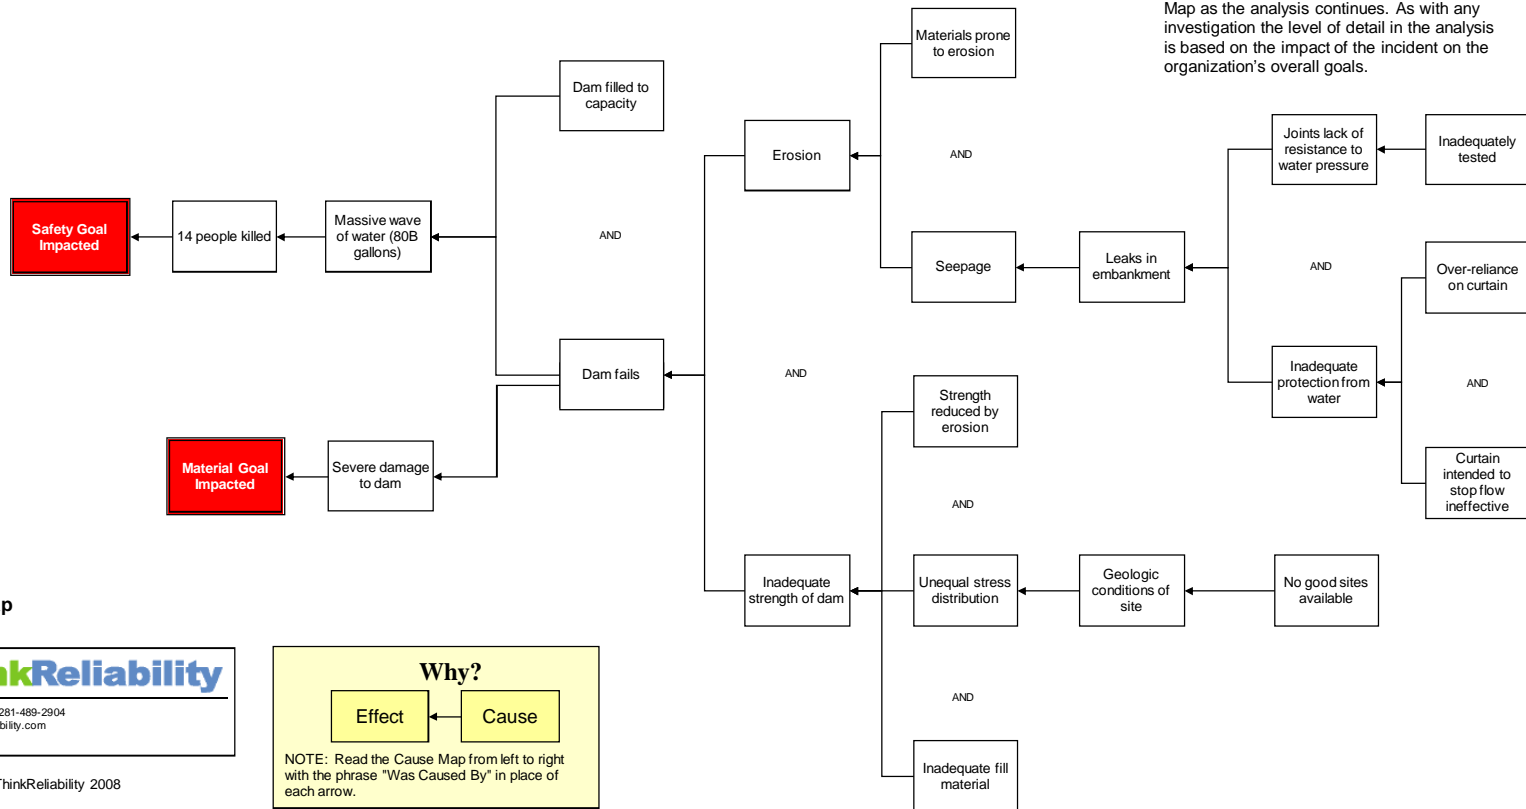 Map as the analysis continues. As with any
investigation the level of detail in the analysis
is based on the impact of the incident on the
organization's overall goals.
Materials prone
to erosion
Dam filled to
capacity
Erosion
AND
Joints lack of
resistance to
water pressure
Inadequately
tested
Safety Goal
Impacted
14 people killed
Massive wave
of water (80B
gallons)
AND
Seepage
Leaks in
embankment
AND
Over-reliance
on curtain
Dam fails
AND
Strength
reduced by
erosion
Inadequate
protection from
water
AND
Material Goal
Impacted
Severe damage
to dam
Curtain
intended to
stop flow
ineffective
AND
Inadequate
strength of dam
Unequal stress
distribution
Geologic
conditions of
site
No good sites
available
AND
Inadequate fill
material
p
nkReliability
281-489-2904
bility.com
ThinkReliability 2008
Why?
Effect
Cause
NOTE: Read the Cause Map from left to right
with the phrase "Was Caused By" in place of
each arrow.